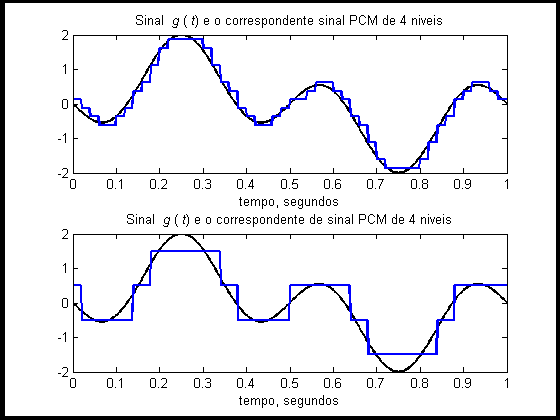 Sinal g ( t ) e o correspondente sinal PCM de 4 niveis
2
1
0
-1
-2
0 0.1 0.2 0.3 0.4 0.5 0.6 0.7 0.8 0.9 1
tempo, segundos
Sinal g ( t ) e o correspondente de sinal PCM de 4 niveis
2
1
0
-1
-2
0 0.1 0.2 0.3 0.4 0.5 0.6 0.7 0.8 0.9 1
tempo, segundos